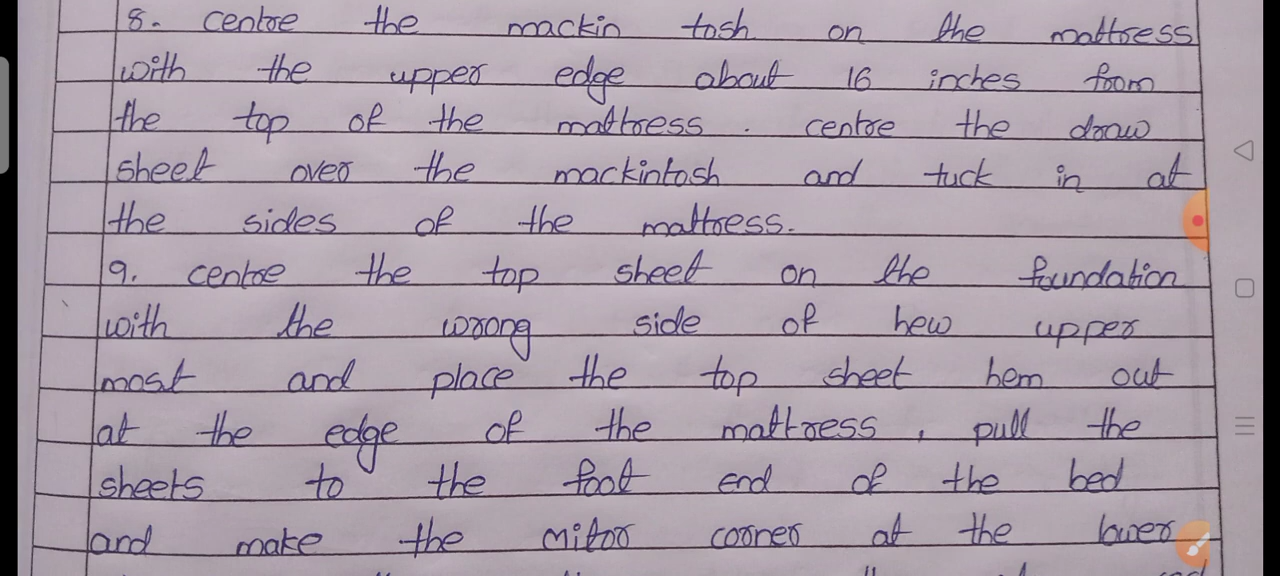 8. centre the mackin tosh on the mattress
with the upper edge about 16 inches from
the top of the mattress. centre the draw
sheet over the mackintosh and tuck in at
the sides of the mattress.
9. centre the top sheet on the foundation
with the wrong side of hew upper
most and place the top sheet hem out
at the edge of the mattress, pull the
sheets to the foot end of the bed
and make the mitor corner at the lower